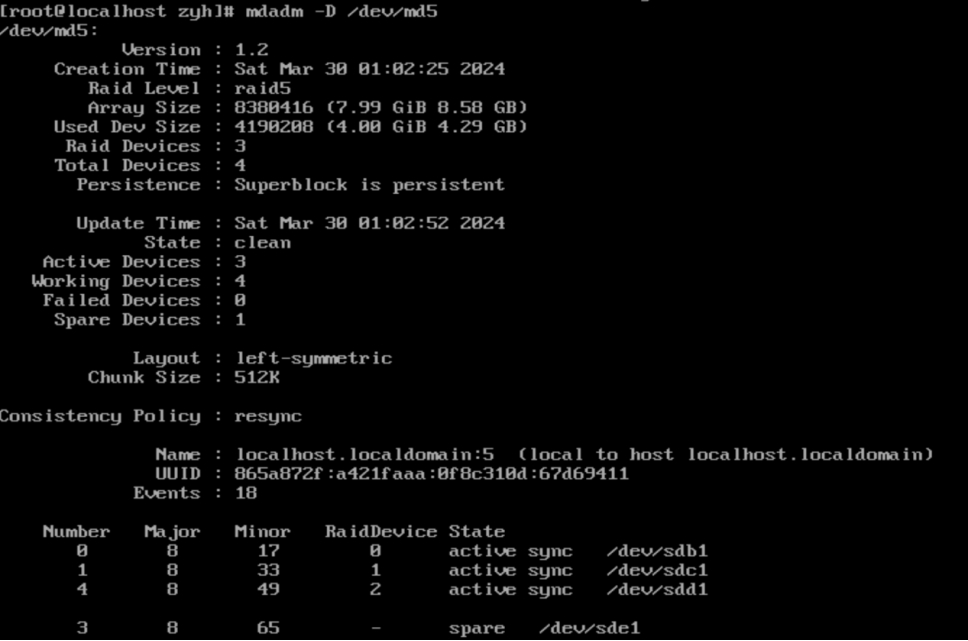 [root@localhost zyh]# mdadm -D /dev/md5
/dev/md5:
Version : 1.2
Creation Time : Sat Mar 30 01:02:25 2024
Raid Level : raid5
Array Size : 8380416 (7.99 GiB 8.58 GB)
Used Dev Size : 4190208 (4.00 GiB 4.29 GB)
Raid Devices : 3
Total Devices : 4
Persistence : Superblock is persistent
Update Time : Sat Mar 30 01:02:52 2024
State : clean
Active Devices : 3
Working Devices : 4
Failed Devices : 0
Spare Devices : 1
Layout : left-symmetric
Chunk Size : 512K
Consistency Policy : resync
Name : localhost.localdomain:5 (local to host localhost.localdomain)
UUID : 865a872f:a421faaa:0f8c310d:67d69411
Events : 18
Number Major Minor RaidDevice State
0 8 17 0 active sync /dev/sdb1
1 8 33 1 active sync /dev/sdc1
4 8 49 2 active sync /dev/sdd1
3 8 65 - spare /dev/sde1